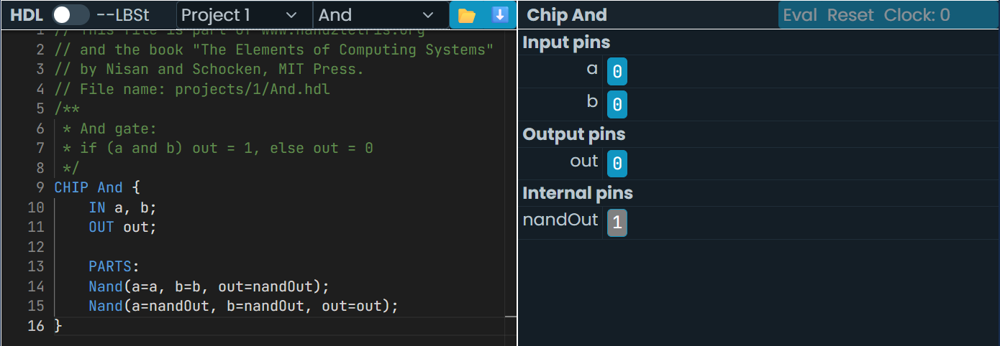 HDL --LBSt Project 1 And
1 // This file is part of www.nand2tetris.org
2 // and the book "The Elements of Computing Systems"
3 // by Nisan and Schocken, MIT Press.
4 // File name: projects/1/And.hdl
5 /**
6 * And gate:
7 * if (a and b) out = 1, else out = 0
8 */
9 CHIP And {
10 IN a, b;
11 OUT out;
12
13 PARTS:
14 Nand(a=a, b=b, out=nandOut);
15 Nand(a=nandOut, b=nandOut, out=out);
16 }
Chip And Eval Reset Clock: 0
Input pins
a 0
b 0
Output pins
out 0
Internal pins
nandOut 1